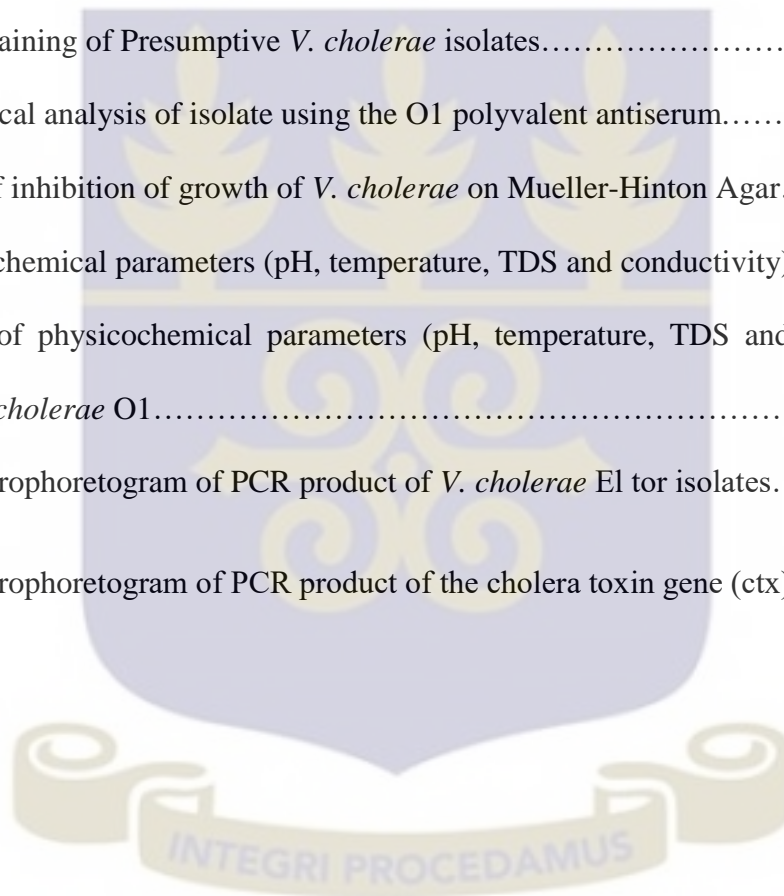 aining of Presumptive V. cholerae isolates……………………
cal analysis of isolate using the O1 polyvalent antiserum……
f inhibition of growth of V. cholerae on Mueller-Hinton Agar.
chemical parameters (pH, temperature, TDS and conductivity)
of physicochemical parameters (pH, temperature, TDS and
cholerae O1…………………………………………………………
rophoretogram of PCR product of V. cholerae El tor isolates.
rophoretogram of PCR product of the cholera toxin gene (ctx)
INTEGRI PROCEDAMUS